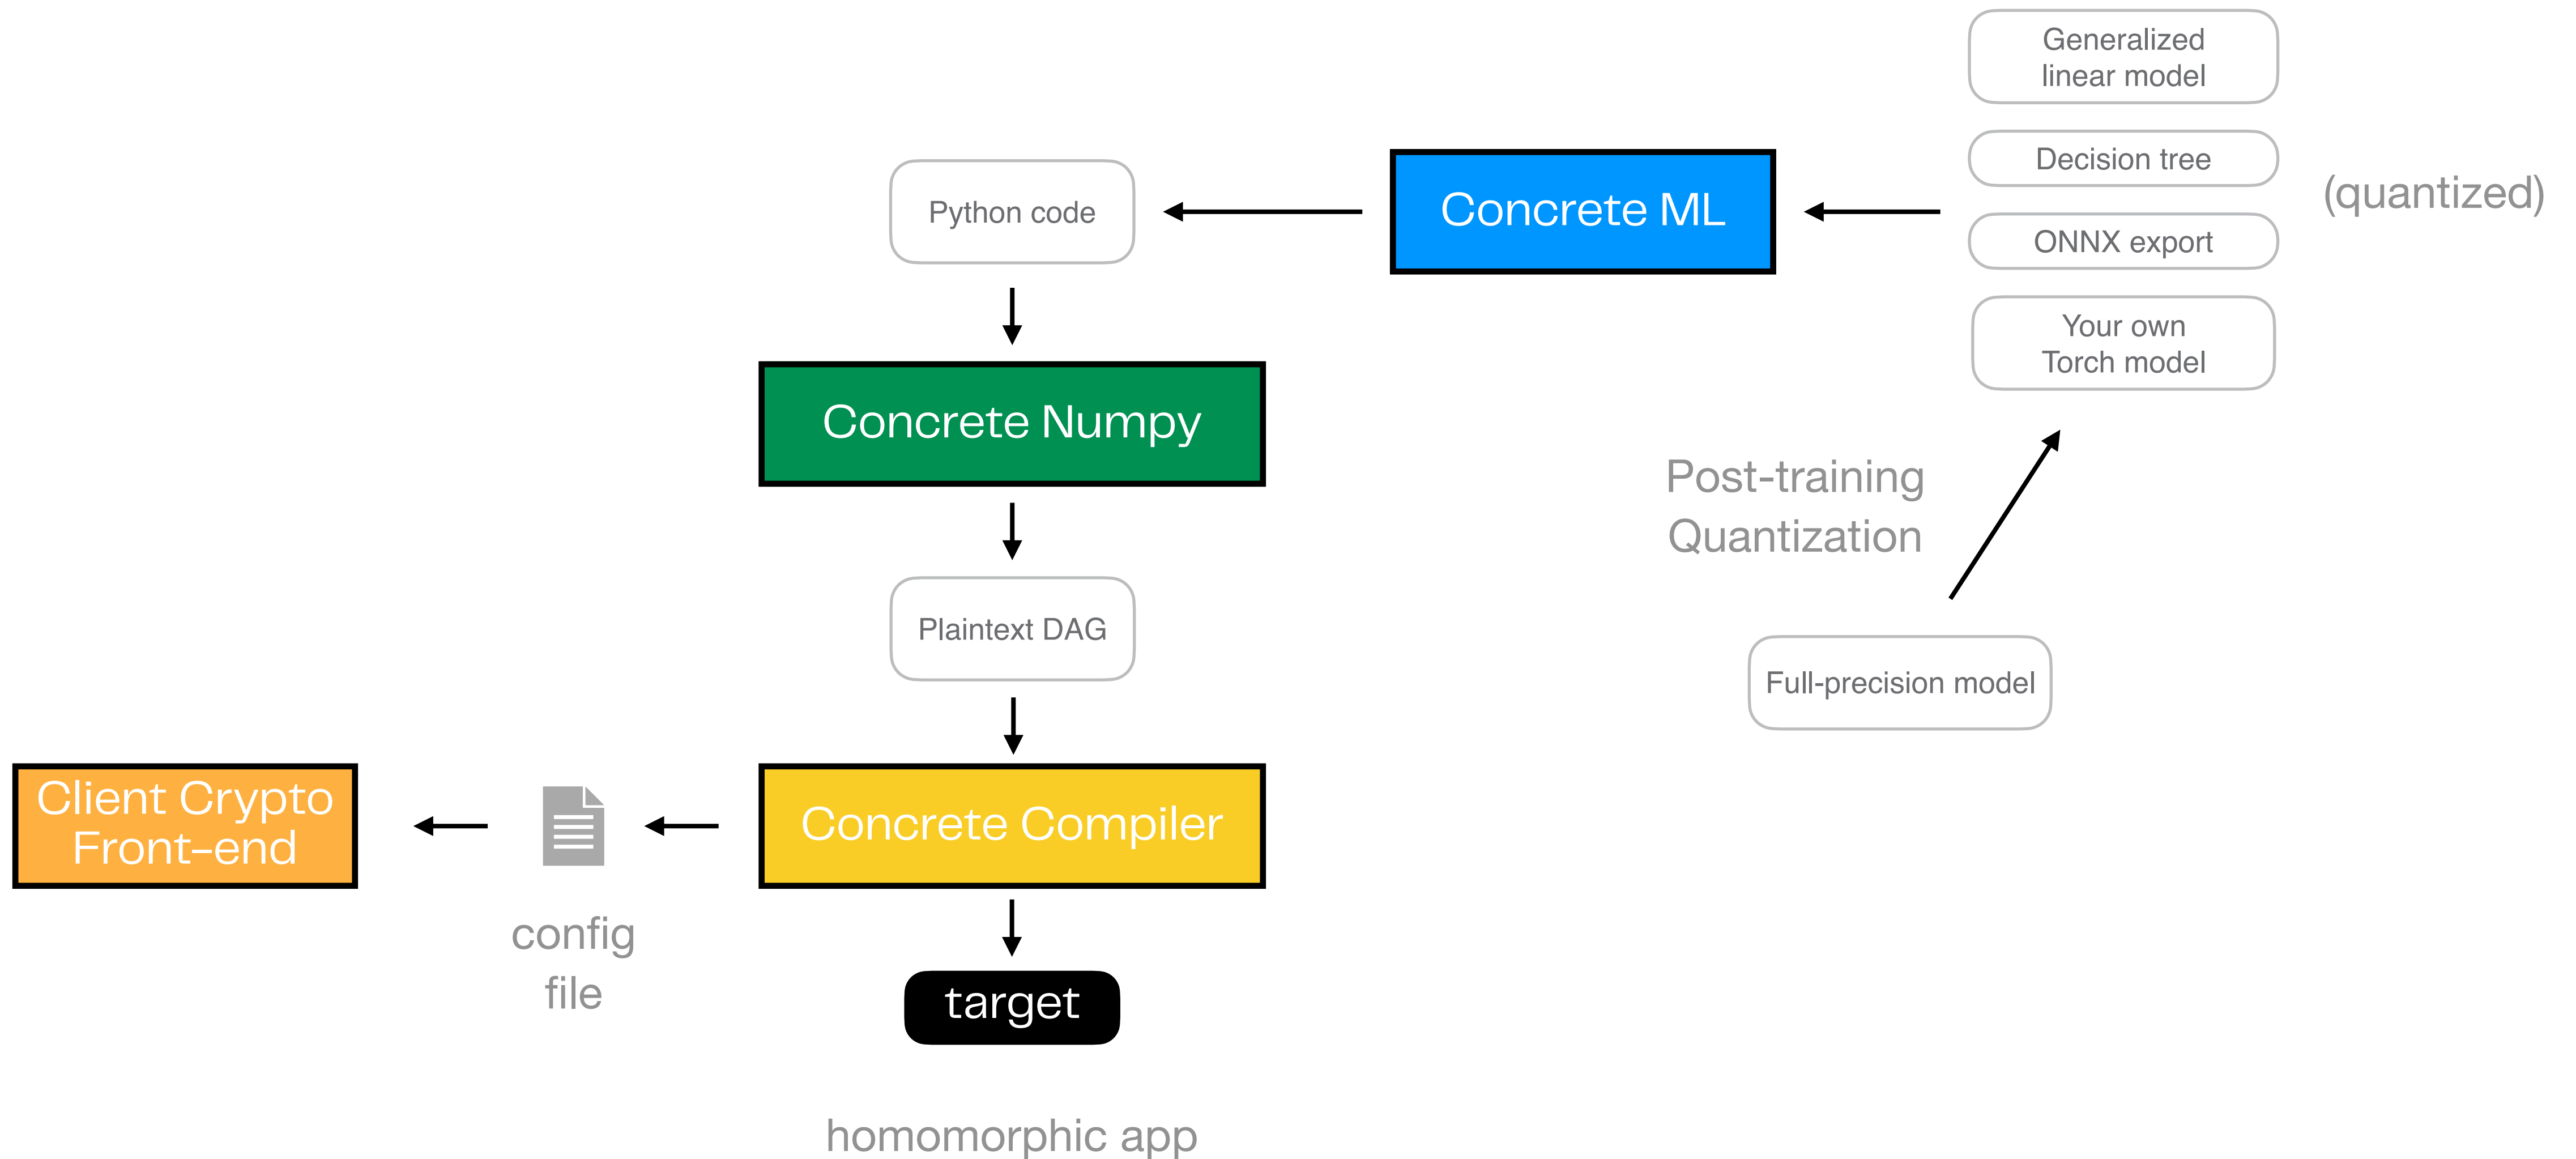 Generalized
linear model
Decision tree
(quantized)
Python code
Concrete ML
ONNX export
Your own
Torch model
Concrete Numpy
Post-training
Quantization
Plaintext DAG
Full-precision model
Client Crypto
Front-end
Concrete Compiler
config
file
target
homomorphic app